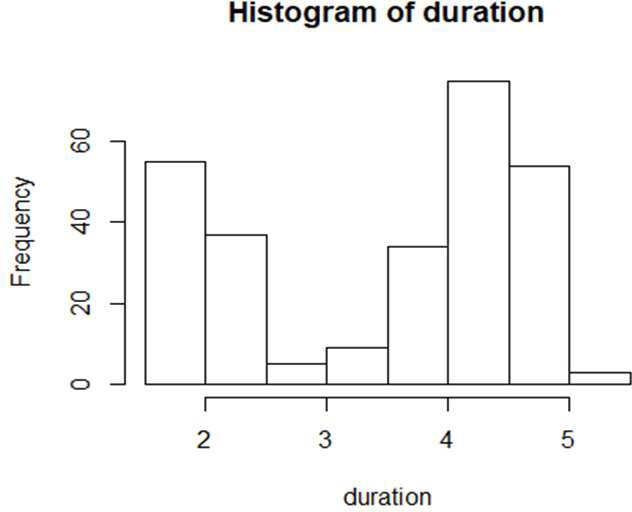 Histogram of duration
Frequency
60
40
20
0
2 3 4 5
duration